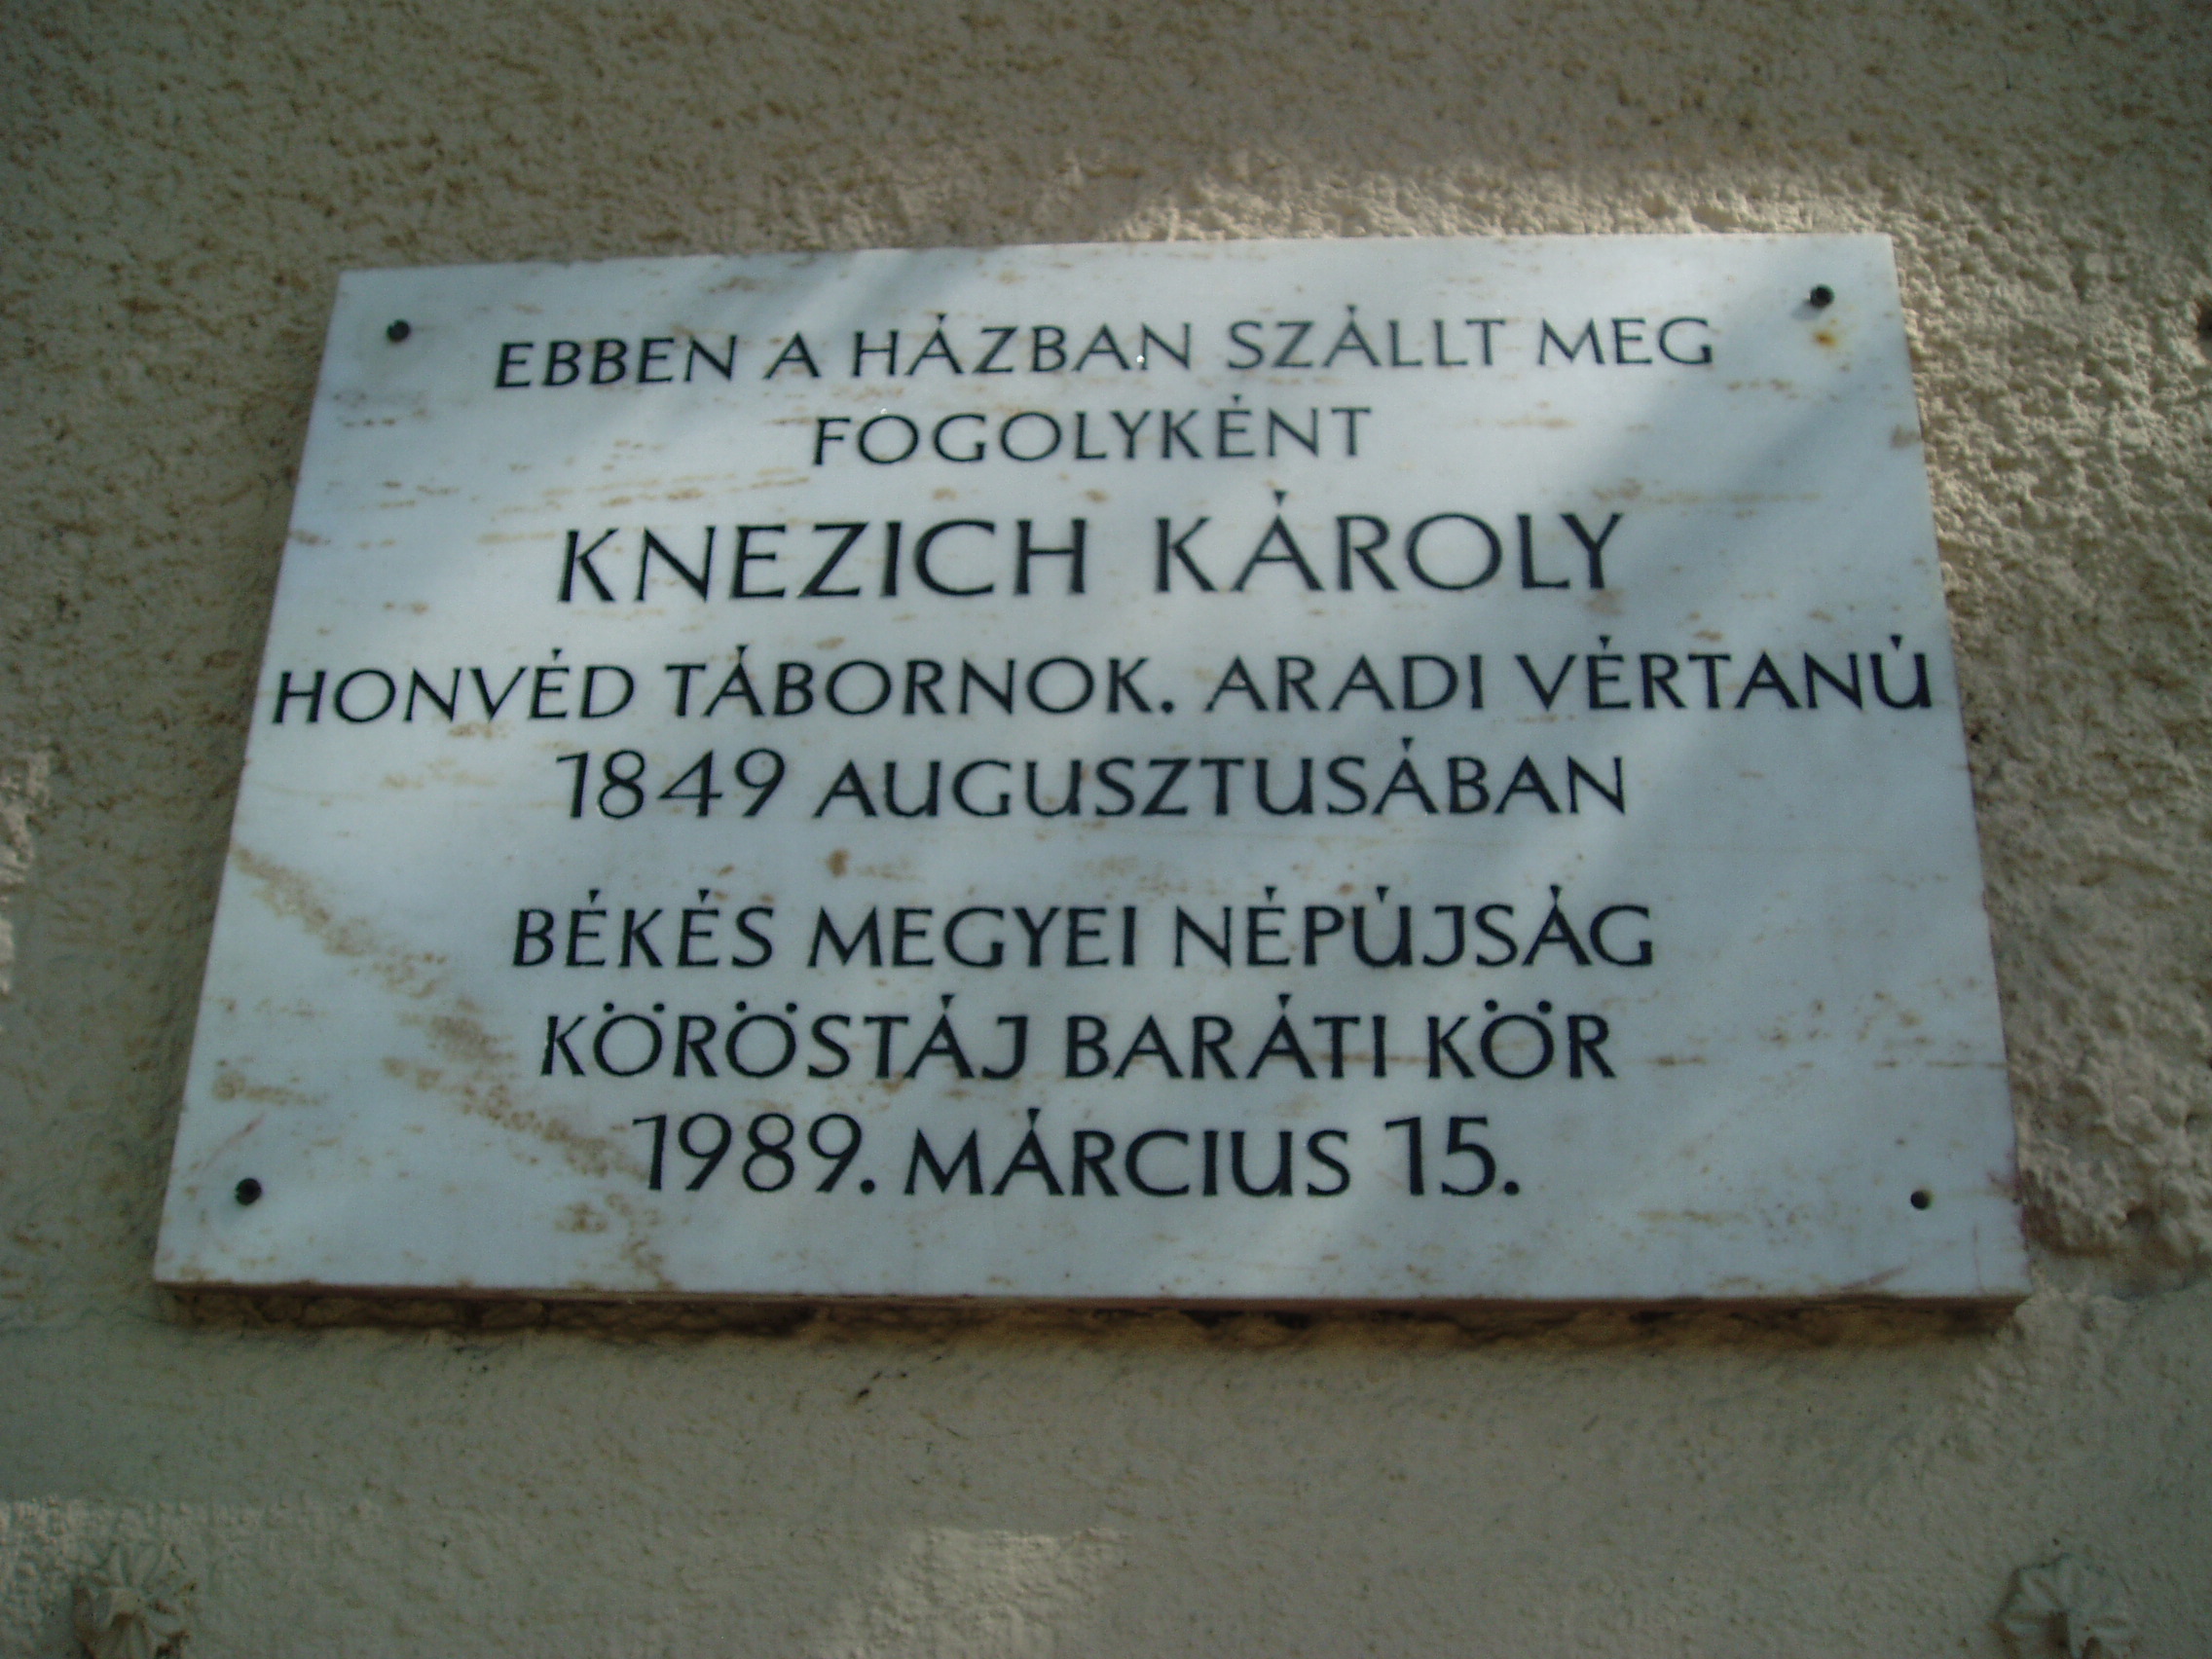 EBBEN A HÁZBAN SZÁLLT MEG
FOGOLYKÉNT
KNEZICH KÁROLY
HONVÉD TÁBORNOK. ARADI VÉRTANÚ
1849 AUGUSZTUSÁBAN
BÉKÉS MEGYEI NÉPÚJSÁG
KÖRÖSTÁJ BARÁTI KÖR
1989. MÁRCIUS 15.